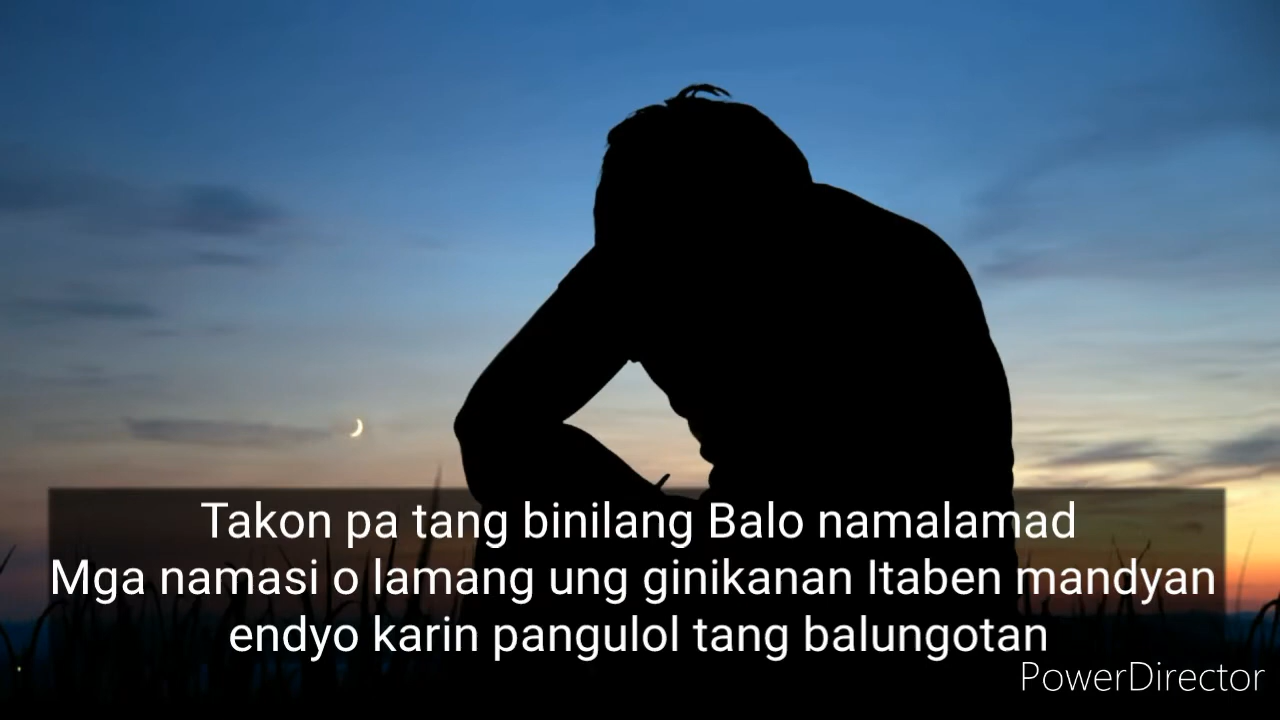 Takon pa tang binilang Balo namalamad
Mga namasi o lamang ung ginikanan Itaben mandyan
endyo karin pangulol tang balungotan
PowerDirector